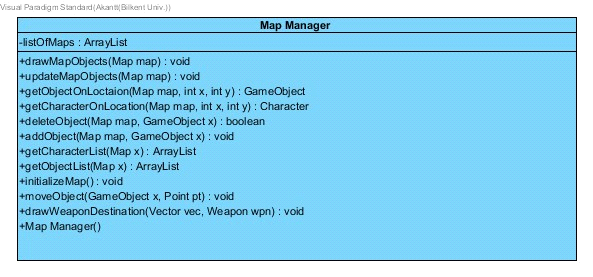 Visual Paradigm Standard(Akant(Bilkent Univ.))
Map Manager
-listOfMaps : ArrayList
+drawMapObjects(Map map) : void
+updateMapObjects(Map map) : void
+getObjectOnLoctaion(Map map, int x, int y) : GameObject
+getCharacterOnLocation(Map map, int x, int y) : Character
+deleteObject(Map map, GameObject x) : boolean
+addObject(Map map, GameObject x) : void
+getCharacterList(Map x) : ArrayList
+getObjectList(Map x) : ArrayList
+initializeMap() : void
+moveObject(GameObject x, Point pt) : void
+drawWeaponDestination(Vector vec, Weapon wpn) : void
+Map Manager()